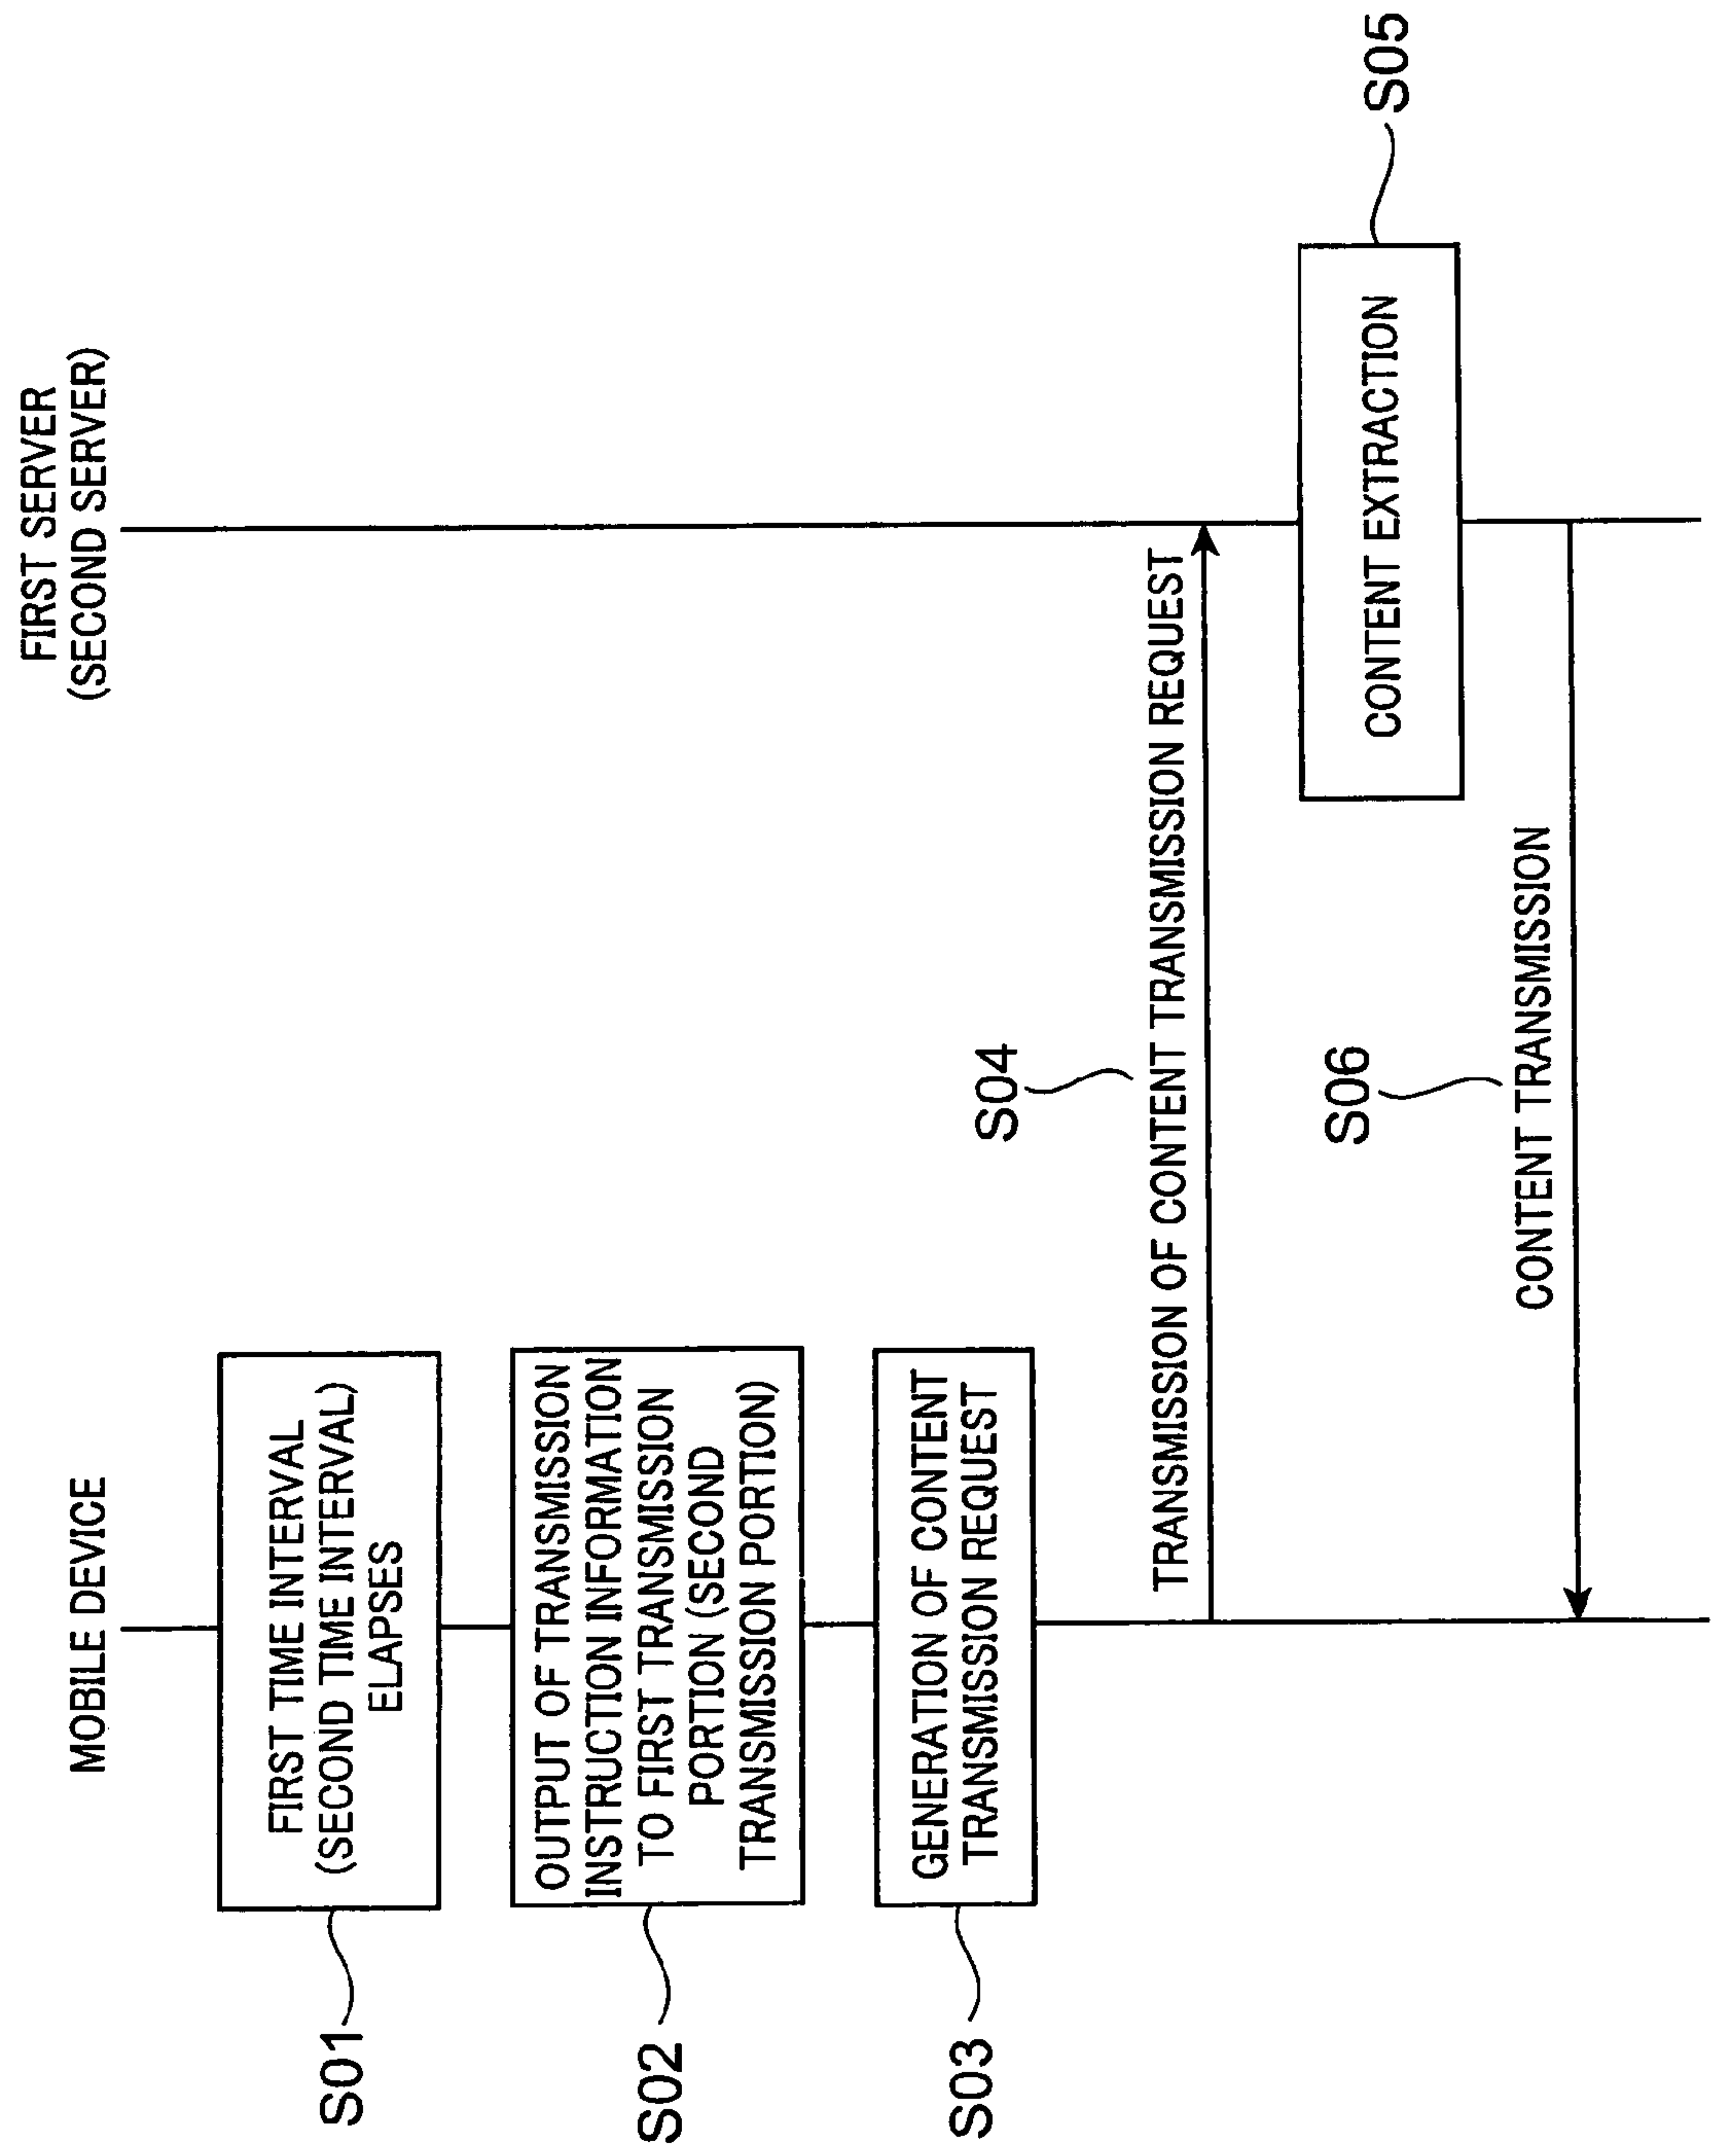 MOBILE DEVICE
FIRST SERVER
(SECOND SERVER)
S01
FIRST TIME INTERVAL
(SECOND TIME INTERVAL)
ELAPSES
S02
OUTPUT OF TRANSMISSION
INSTRUCTION INFORMATION
TO FIRST TRANSMISSION
PORTION (SECOND
TRANSMISSION PORTION)
S03
GENERATION OF CONTENT
TRANSMISSION REQUEST
S04
TRANSMISSION OF CONTENT TRANSMISSION REQUEST
CONTENT EXTRACTION
S05
S06
CONTENT TRANSMISSION